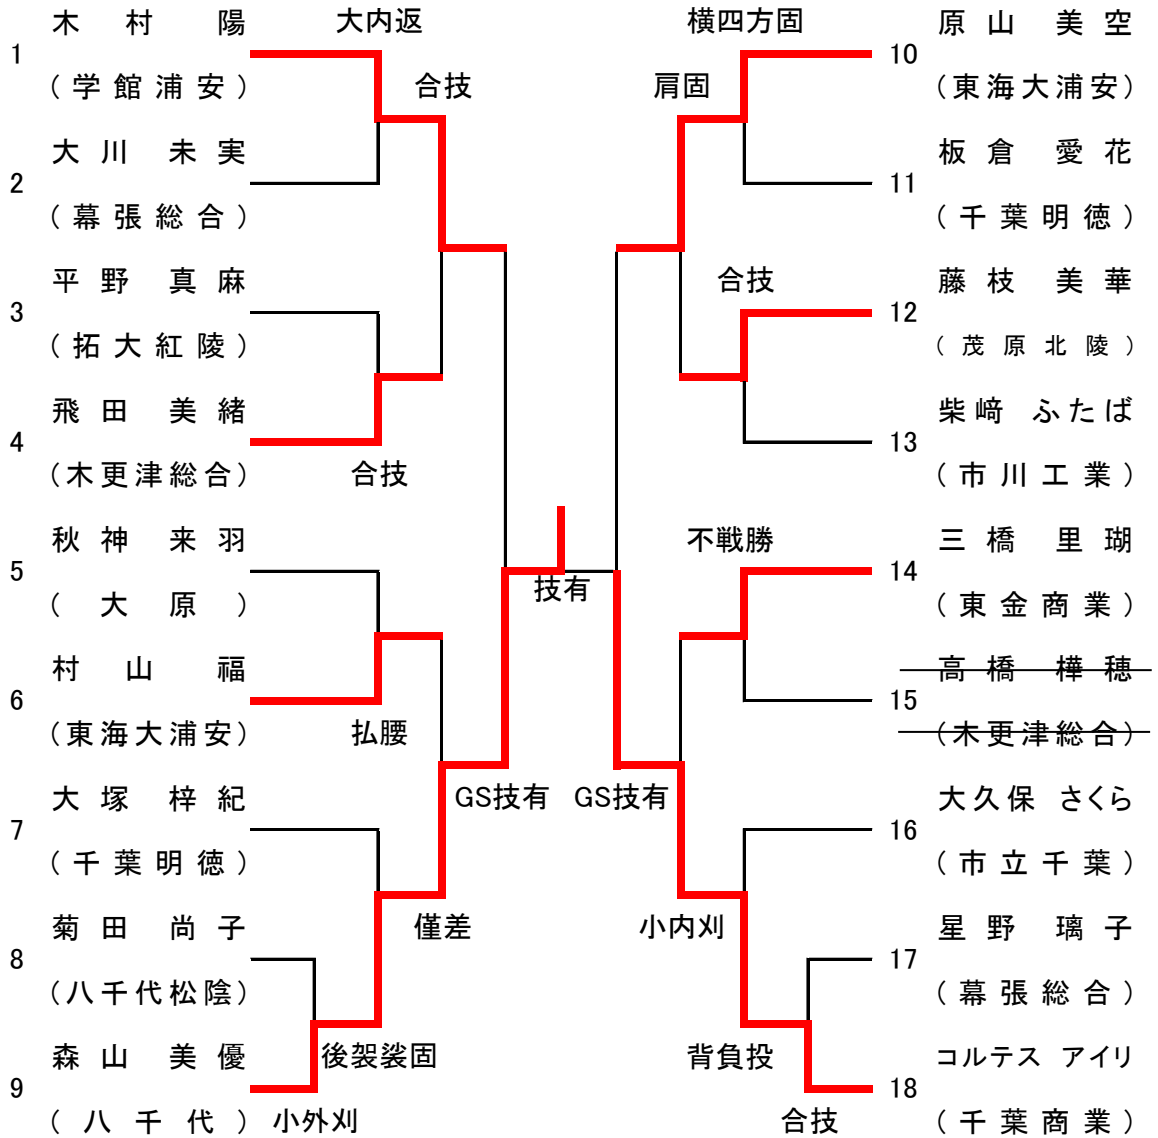 木村 陽
1
(学館浦安)
大川 未実
2
(幕張総合)
平野 真麻
3
(拓大紅陵)
飛田 美緒
4
(木更津総合)
秋神 来羽
5
(大原)
村山 福
6
(東海大浦安)
大塚 梓紀
7
(千葉明徳)
菊田 尚子
8
(八千代松陰)
森山 美優
9
(八千代)
大内返
合技
合技
払腰
GS技有
僅差
後袈裟固
小外刈
技有
横四方固
肩固
合技
不戦勝
GS技有
小内刈
背負投
合技
原山 美空
10
(東海大浦安)
板倉 愛花
11
(千葉明徳)
藤枝 美華
12
(茂原北陵)
柴﨑 ふたば
13
(市川工業)
三橋 里瑚
14
(東金商業)
高橋 樺穂
15
(木更津総合)
大久保 さくら
16
(市立千葉)
星野 璃子
17
(幕張総合)
コルテス アイリ
18
(千葉商業)